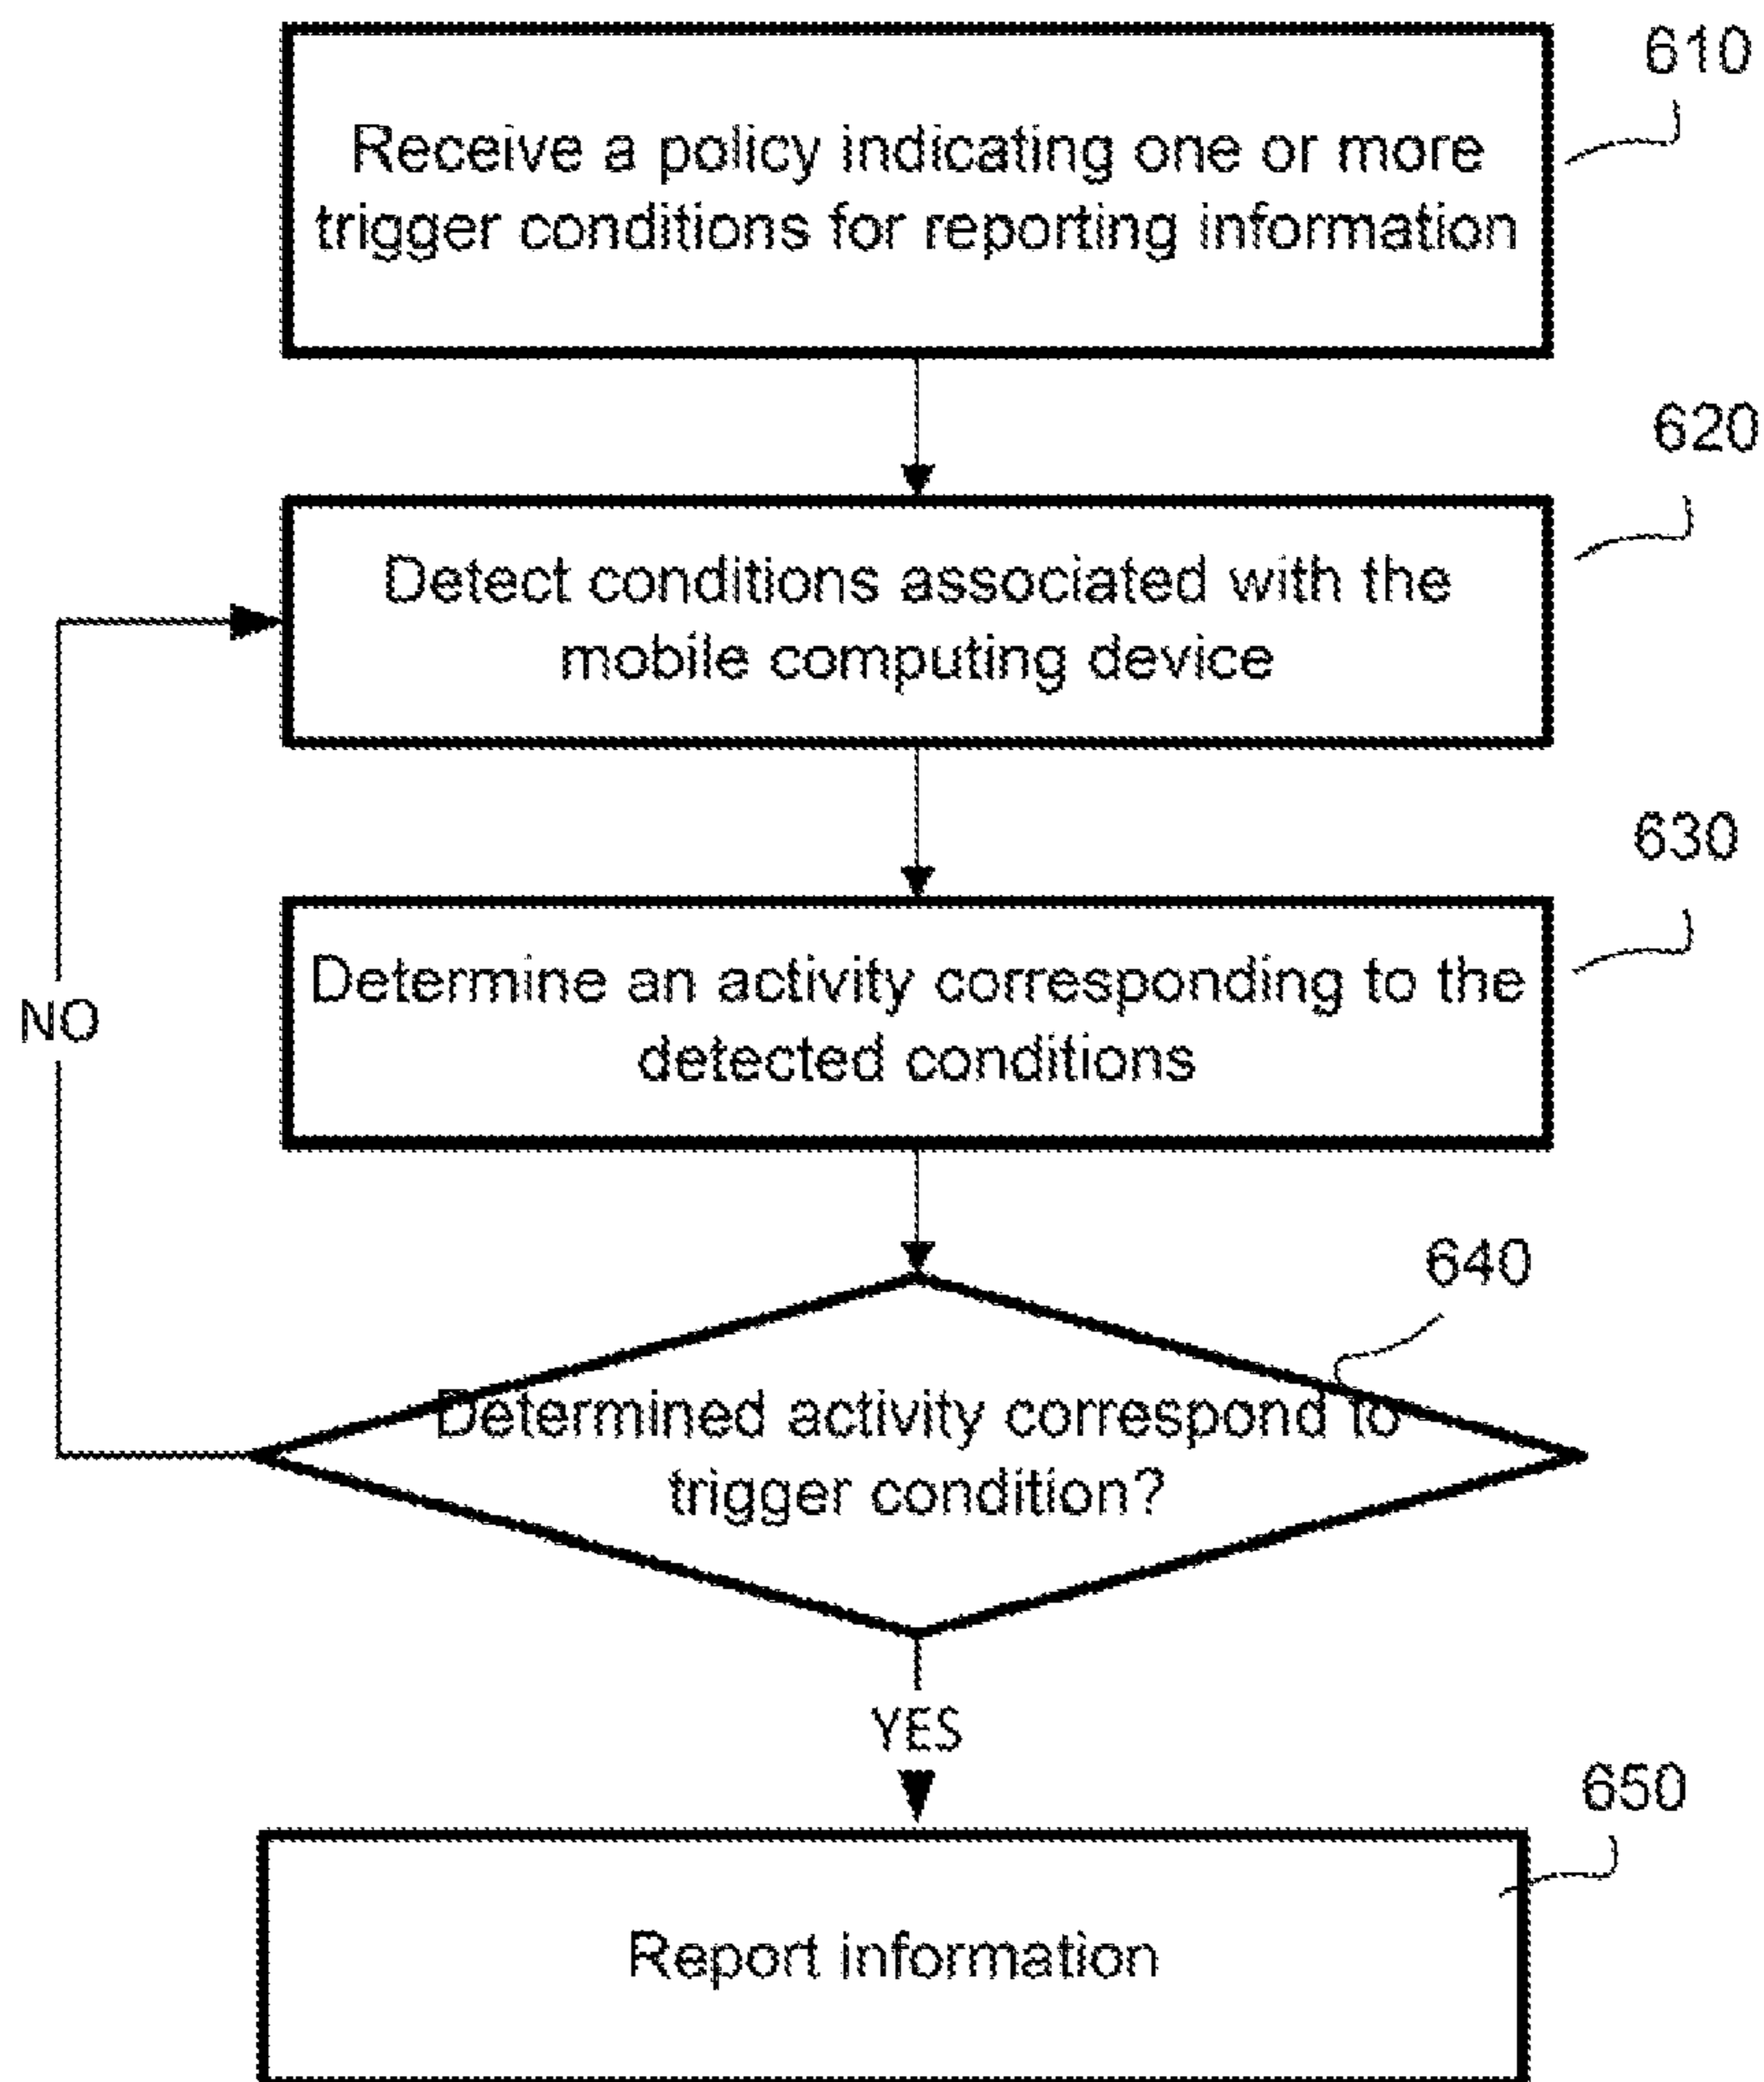 610
Receive a policy indicating one or more
trigger conditions for reporting information
620
Detect conditions associated with the
mobile computing device
630
Determine an activity corresponding to the
detected conditions
NO
640
Determined activity correspond to
trigger condition?
YES
650
Report information